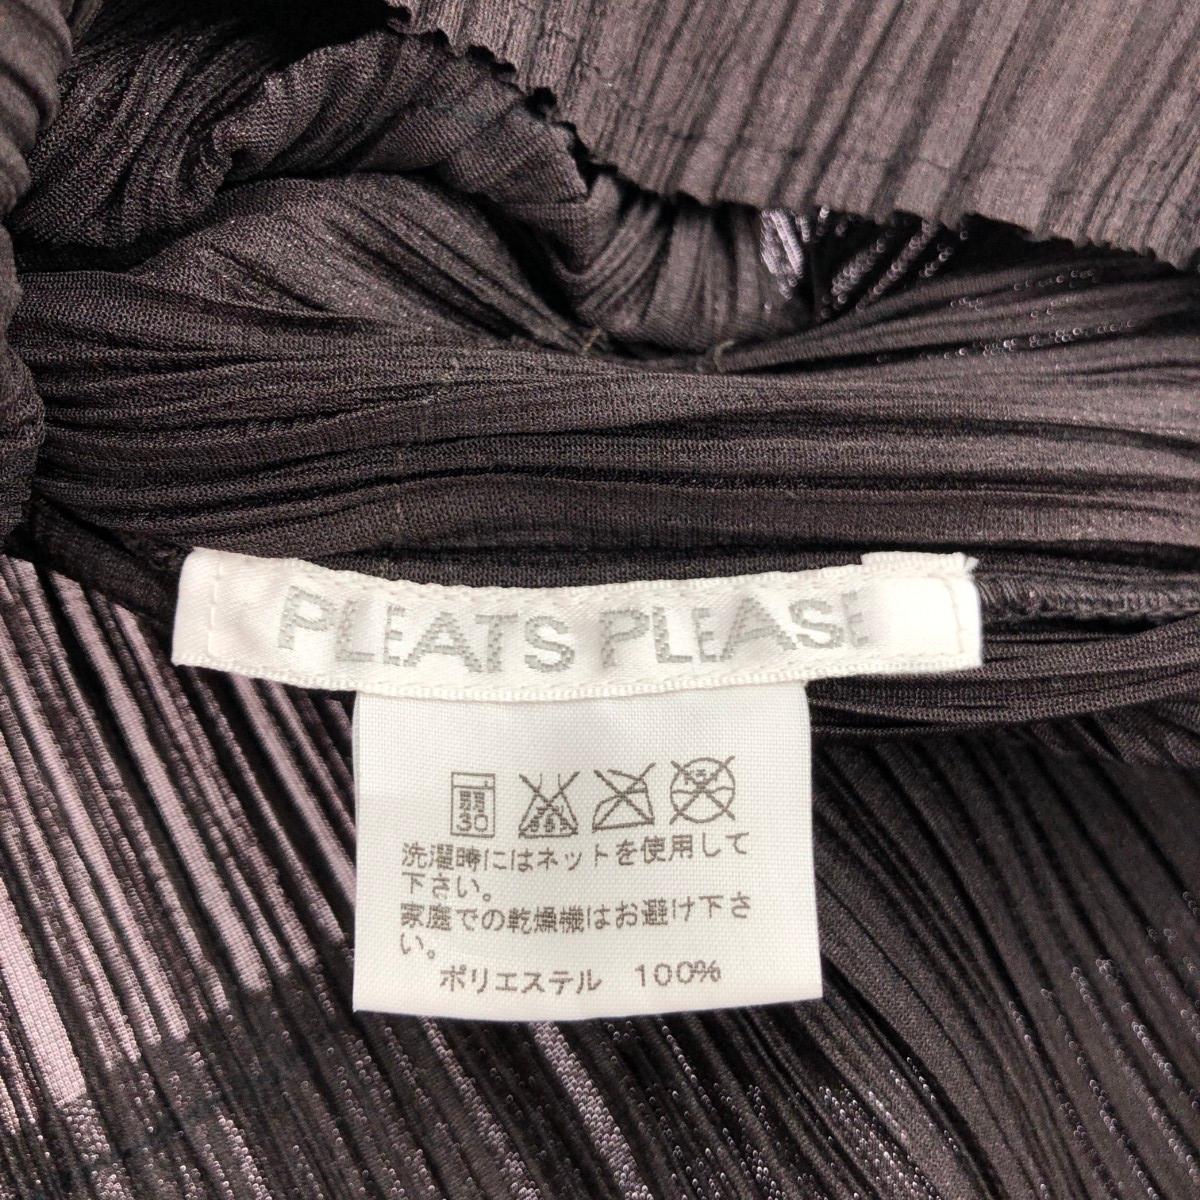 PLEATS PLEASE
弱
30
洗濯時にはネットを使用して
下さい。
家庭での乾燥機はお避け下さ
い。
ポリエステル 100%